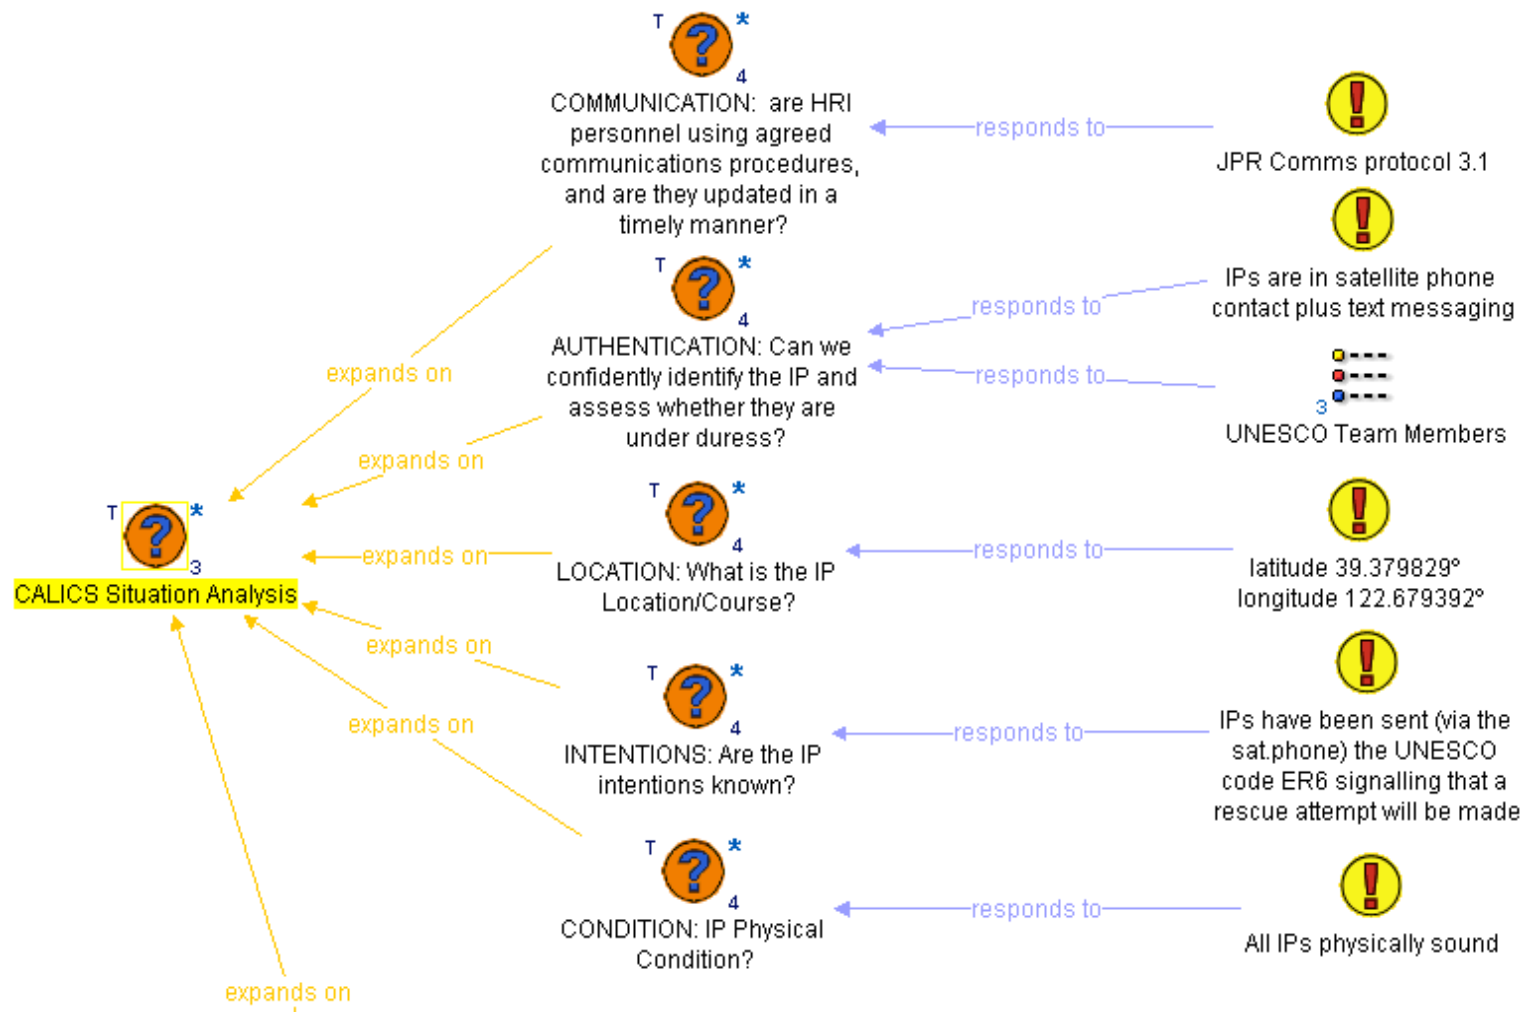 T
*
4
COMMUNICATION: are HRI
personnel using agreed
communications procedures,
and are they updated in a
timely manner?
responds to
JPR Comms protocol 3.1
expands on
T
*
4
AUTHENTICATION: Can we
confidently identify the IP and
assess whether they are
under duress?
responds to
IPs are in satellite phone
contact plus text messaging
responds to
3
UNESCO Team Members
expands on
T
*
3
CALICS Situation Analysis
expands on
T
*
4
LOCATION: What is the IP
Location/Course?
responds to
latitude 39.379829º
longitude 122.679392º
expands on
T
*
4
INTENTIONS: Are the IP
intentions known?
responds to
IPs have been sent (via the
sat.phone) the UNESCO
code ER6 signalling that a
rescue attempt will be made
expands on
T
*
4
CONDITION: IP Physical
Condition?
responds to
All IPs physically sound
expands on